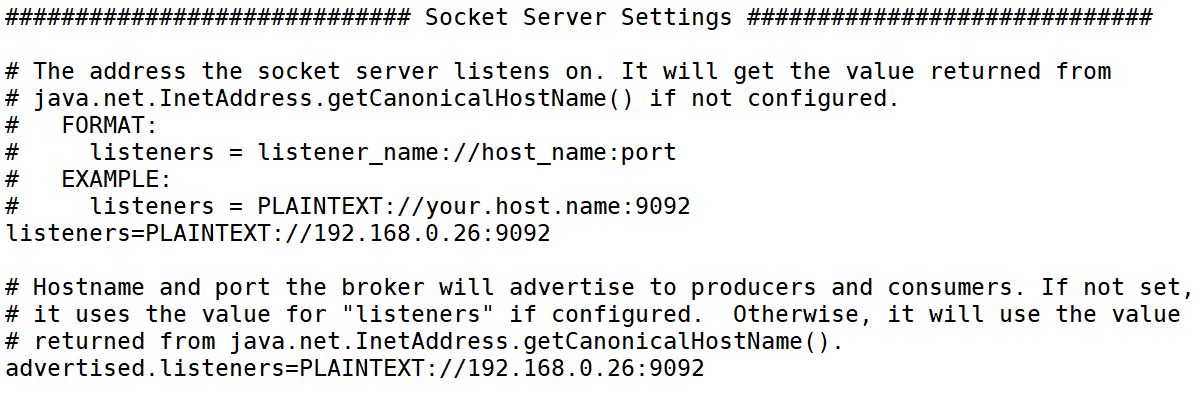 ############################# Socket Server Settings #############################
# The address the socket server listens on. It will get the value returned from
# java.net.InetAddress.getCanonicalHostName() if not configured.
#   FORMAT:
#     listeners = listener_name://host_name:port
#   EXAMPLE:
#     listeners = PLAINTEXT://your.host.name:9092
listeners=PLAINTEXT://192.168.0.26:9092
# Hostname and port the broker will advertise to producers and consumers. If not set,
# it uses the value for "listeners" if configured.  Otherwise, it will use the value
# returned from java.net.InetAddress.getCanonicalHostName().
advertised.listeners=PLAINTEXT://192.168.0.26:9092